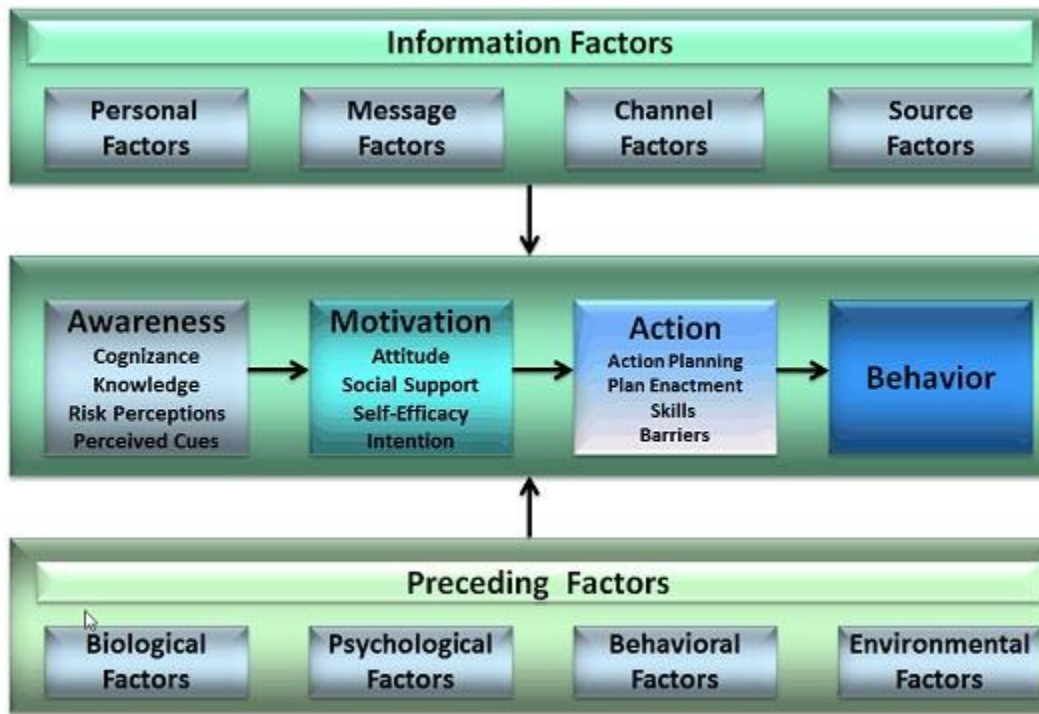 Information Factors
Personal
Factors
Message
Factors
Channel
Factors
Source
Factors
Awareness
Cognizance
Knowledge
Risk Perceptions
Perceived Cues
Motivation
Attitude
Social Support
Self-Efficacy
Intention
Action
Action Planning
Plan Enactment
Skills
Barriers
Behavior
Preceding Factors
Biological
Factors
Psychological
Factors
Behavioral
Factors
Environmental
Factors